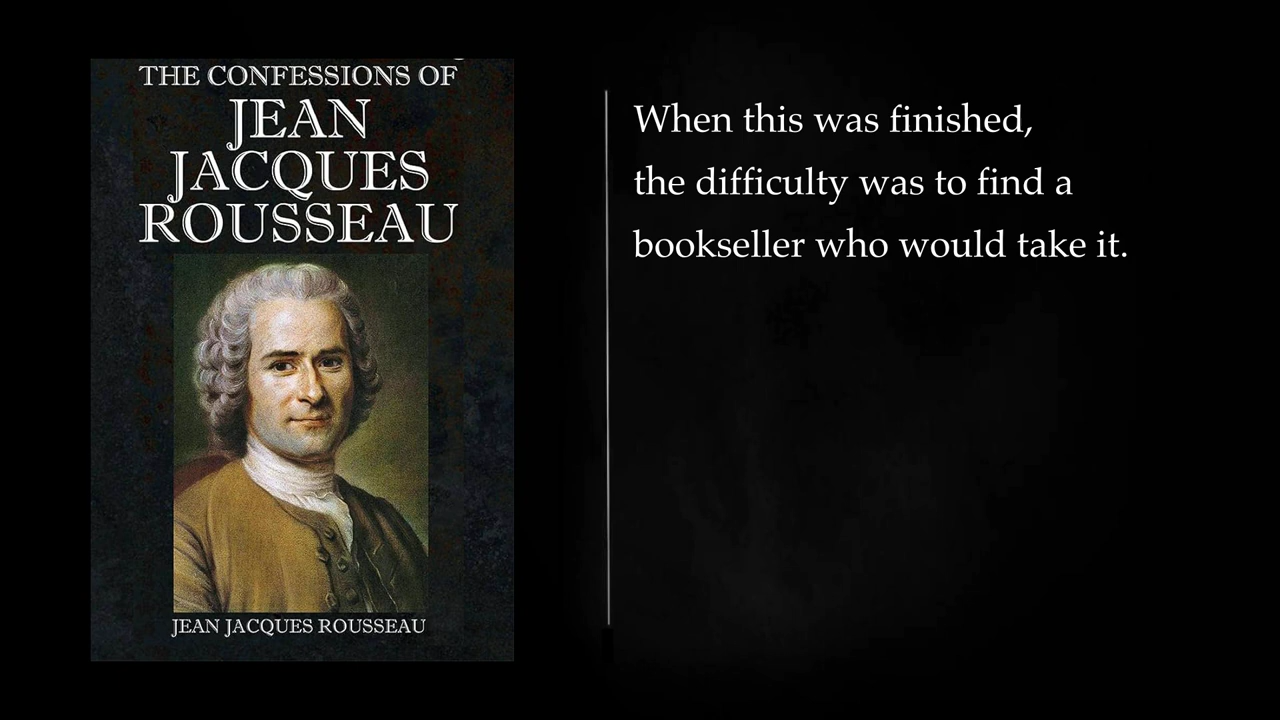 THE CONFESSIONS OF
JEAN
JACQUES
ROUSSEAU
JEAN JACQUES ROUSSEAU
When this was finished,
the difficulty was to find a
bookseller who would take it.